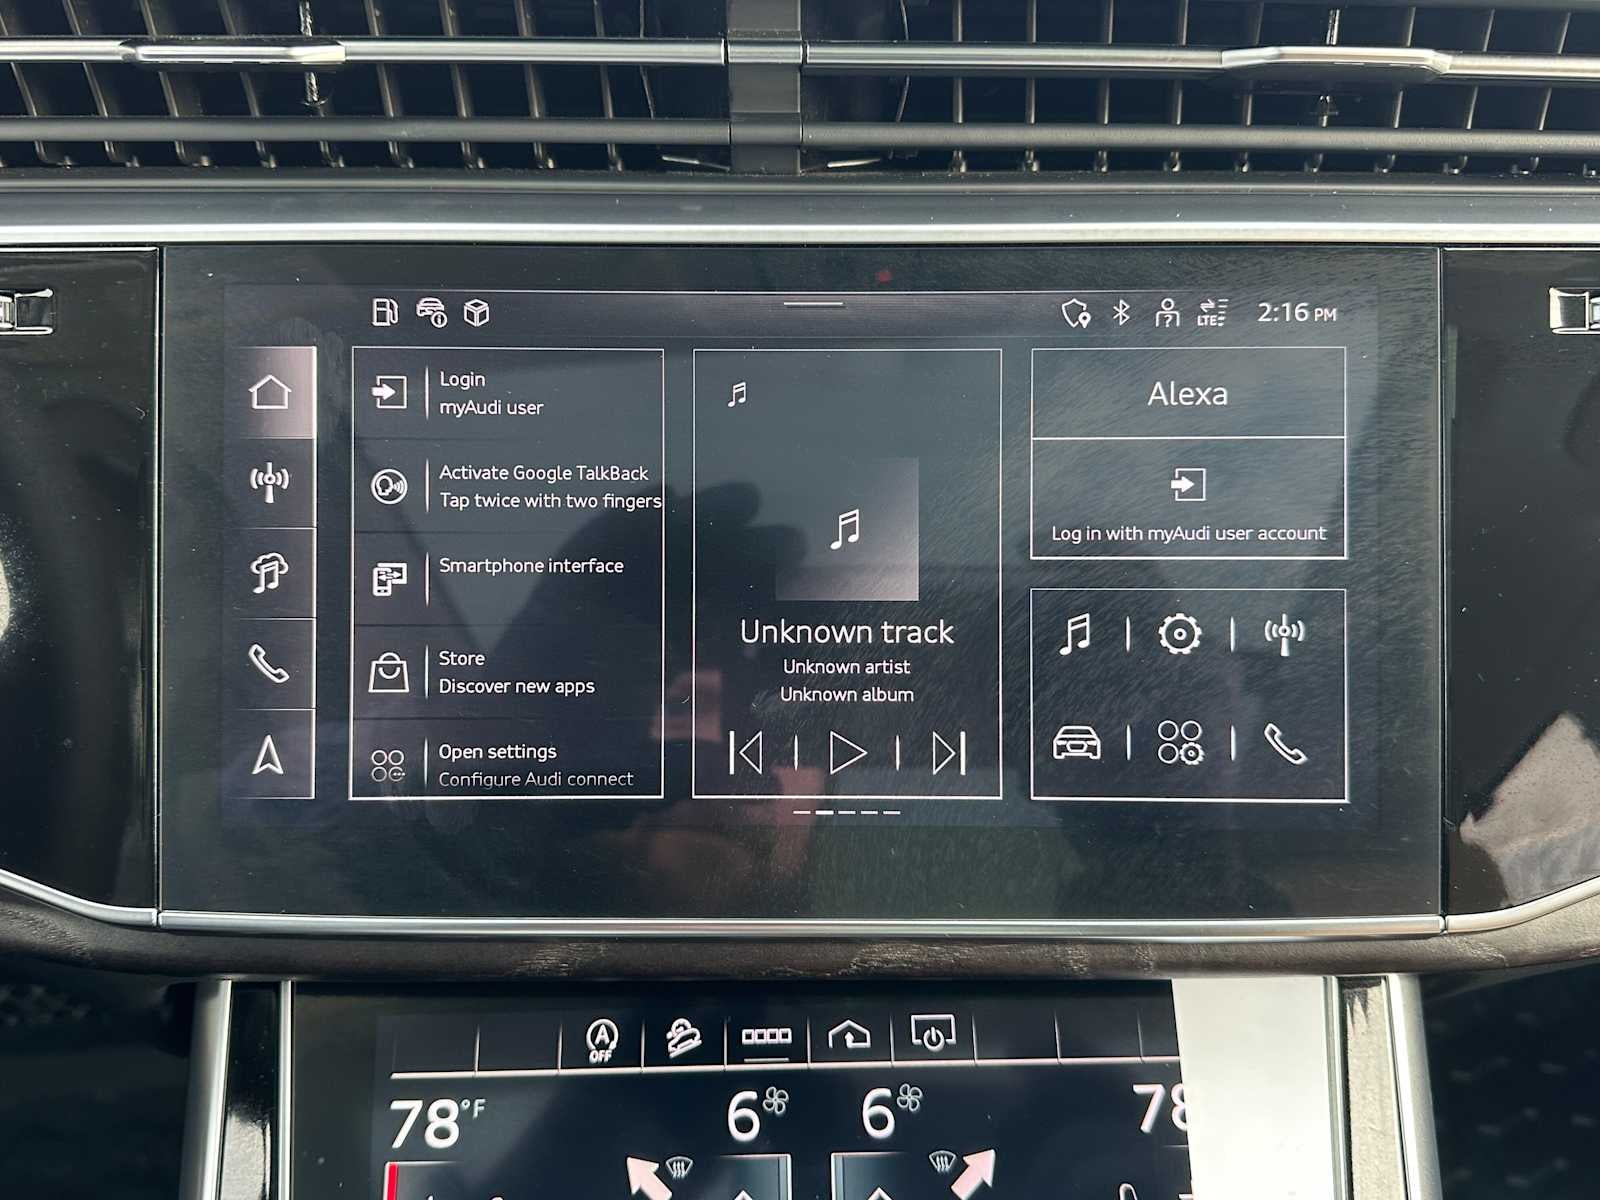 LTE 2:16 PM
Login
myAudi user
Activate Google TalkBack
Tap twice with two fingers
Smartphone interface
Store
Discover new apps
Open settings
Configure Audi connect
Unknown track
Unknown artist
Unknown album
Alexa
Log in with myAudi user account
A
OFF
78°F 6 6 78